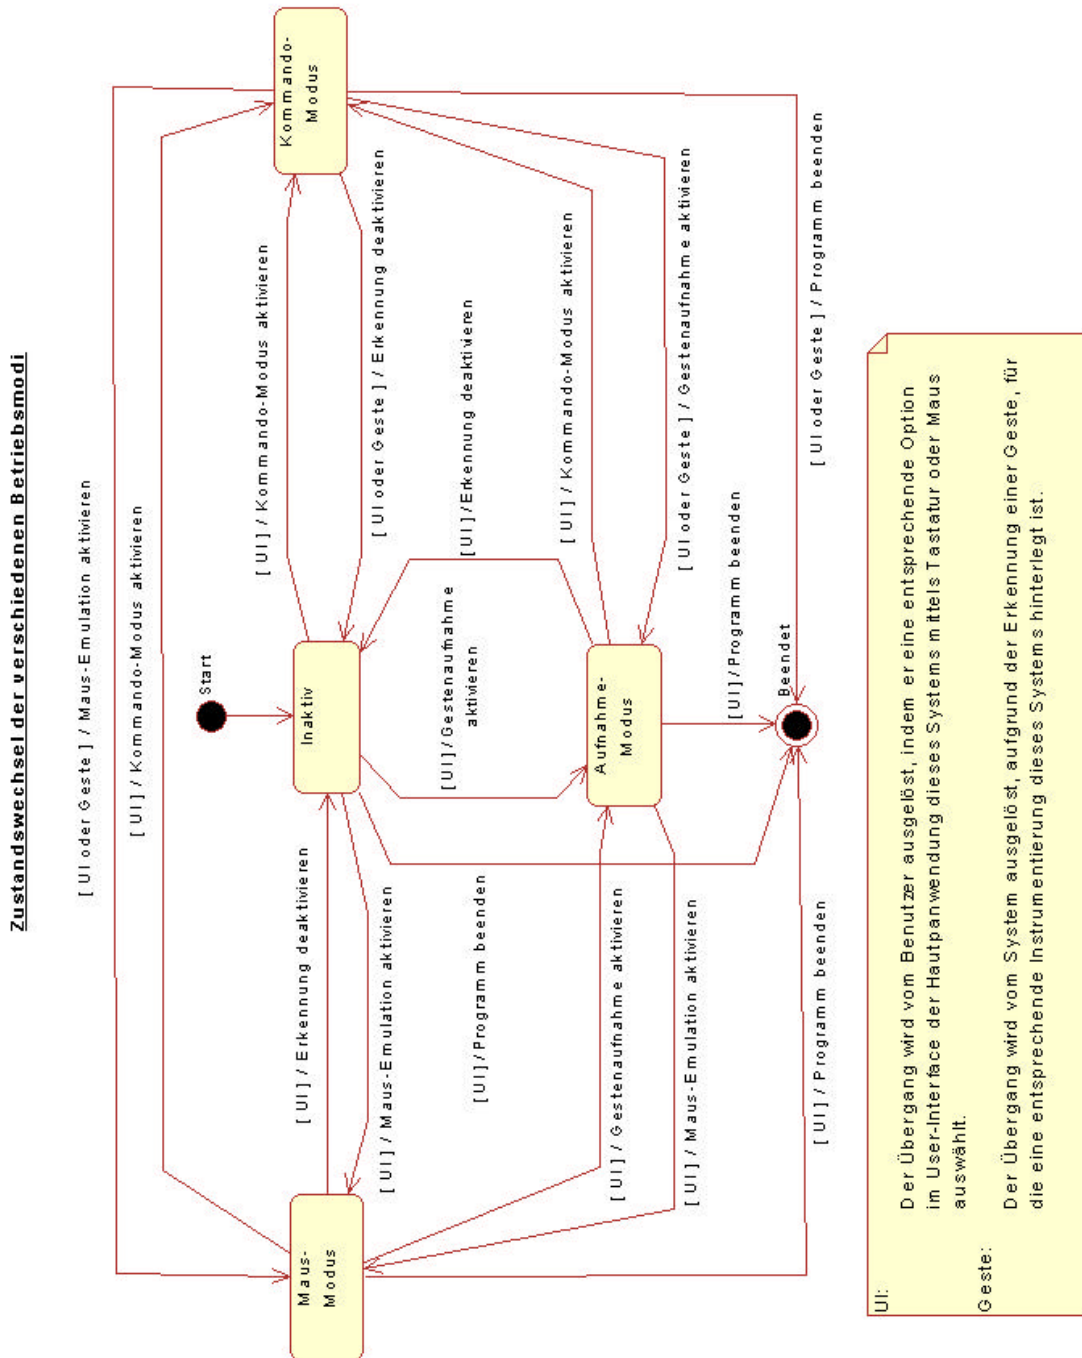 Zustandswechsel der verschiedenen Betriebsmodi
[ UI oder Geste ] / Maus-Emulation aktivieren
[ UI ] / Kommando-Modus aktivieren
Start
Maus-
Modus
Inaktiv
Kommando-
Modus
[ UI ] / Erkennung deaktivieren
[ UI ] / Kommando-Modus aktivieren
[ UI ] / Maus-Emulation aktivieren
[ UI oder Geste ] / Erkennung deaktivieren
[ UI ] / Programm beenden
[ UI ] / Gestenaufnahme
aktivieren
[ UI ] / Erkennung deaktivieren
[ UI ] / Gestenaufnahme aktivieren
Aufnahme-
Modus
[ UI ] / Kommando-Modus aktivieren
[ UI ] / Maus-Emulation aktivieren
[ UI oder Geste ] / Gestenaufnahme aktivieren
[ UI ] / Programm beenden
Beendet
[ UI ] / Programm beenden
[ UI oder Geste ] / Programm beenden
UI:
Der Übergang wird vom Benutzer ausgelöst, indem er eine entsprechende Option
im User-Interface der Hautpanwendung dieses Systems mittels Tastatur oder Maus
auswählt.
Geste:
Der Übergang wird vom System ausgelöst, aufgrund der Erkennung einer Geste, für
die eine entsprechende Instrumentierung dieses Systems hinterlegt ist.